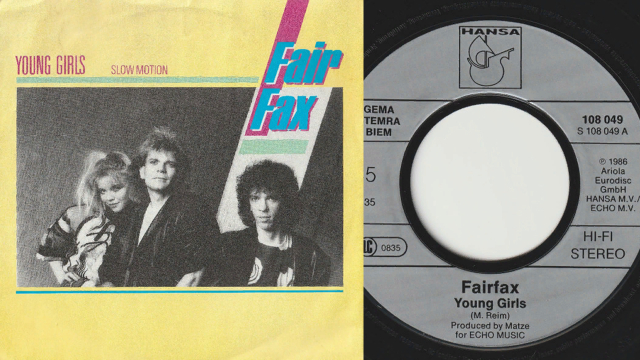 YOUNG GIRLS
SLOW MOTION
Fair
Fax
HANSA
GEMA
TEMRA
BIEM
108 049
S 108 049 A
℗ 1986
Ariola
Eurodisc
GmbH
HANSA M.V./
ECHO M.V.
5
35
LC 0835
HI-FI
STEREO
Fairfax
Young Girls
(M. Reim)
Produced by Matze
for ECHO MUSIC